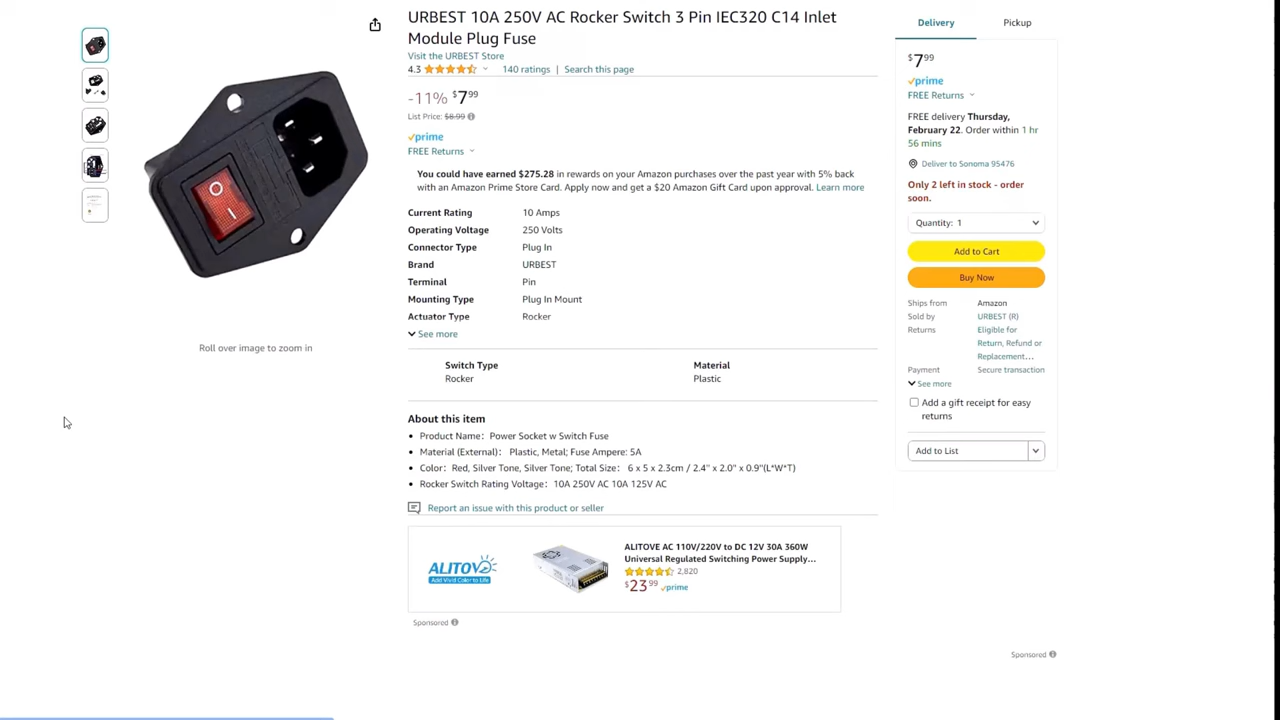 URBEST 10A 250V AC Rocker Switch 3 Pin IEC320 C14 Inlet
Module Plug Fuse
Visit the URBEST Store
4.3 140 ratings | Search this page
-11% $7 99
List Price: $8.99
prime
FREE Returns
You could have earned $275.28 in rewards on your Amazon purchases over the past year with 5% back
with an Amazon Prime Store Card. Apply now and get a $20 Amazon Gift Card upon approval. Learn more
Current Rating 10 Amps
Operating Voltage 250 Volts
Connector Type Plug In
Brand URBEST
Terminal Pin
Mounting Type Plug In Mount
Actuator Type Rocker
See more
Switch Type Material
Rocker Plastic
About this item
• Product Name： Power Socket w Switch Fuse
• Material (External)： Plastic, Metal; Fuse Ampere: 5A
• Color： Red, Silver Tone, Silver Tone; Total Size： 6 x 5 x 2.3cm / 2.4" x 2.0" x 0.9"(L*W*T)
• Rocker Switch Rating Voltage： 10A 250V AC 10A 125V AC
Report an issue with this product or seller
ALITOVE
Add Vivid Color to Life
ALITOVE AC 110V/220V to DC 12V 30A 360W
Universal Regulated Switching Power Supply...
2,820
$23 99 prime
Sponsored
Roll over image to zoom in
Delivery Pickup
$7 99
prime
FREE Returns
FREE delivery Thursday,
February 22. Order within 1 hr
56 mins
Deliver to Sonoma 95476
Only 2 left in stock - order
soon.
Quantity: 1
Add to Cart
Buy Now
Ships from Amazon
Sold by URBEST (R)
Returns Eligible for
Return, Refund or
Replacement...
Payment Secure transaction
See more
Add a gift receipt for easy
returns
Add to List
Sponsored